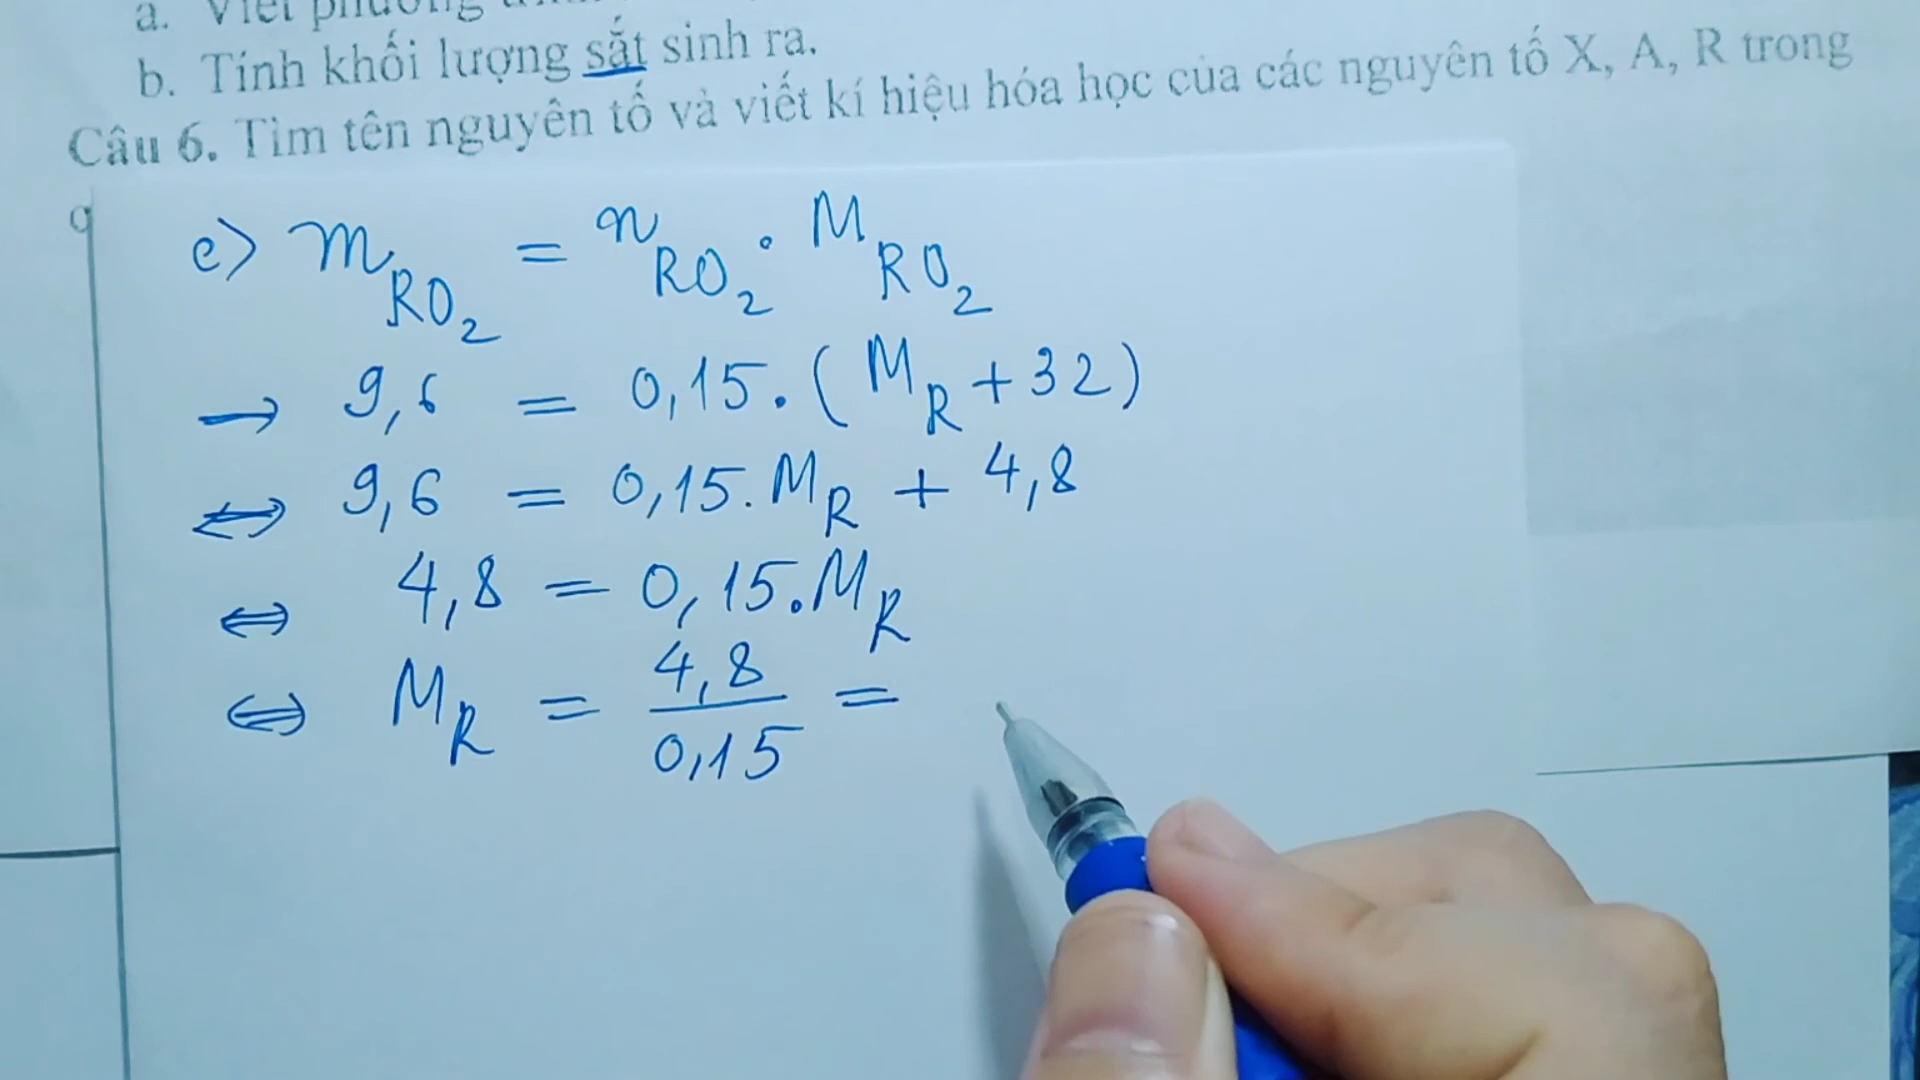 a. Viết phương
b. Tính khối lượng sắt sinh ra.
Câu 6. Tìm tên nguyên tố và viết kí hiệu hóa học của các nguyên tố X, A, R trong
e) m_RO₂ = n_RO₂ . M_RO₂
→ 9,6 = 0,15.(M_R + 32)
⇔ 9,6 = 0,15.M_R + 4,8
⇔ 4,8 = 0,15.M_R
⇔ M_R = 4,8/0,15 =